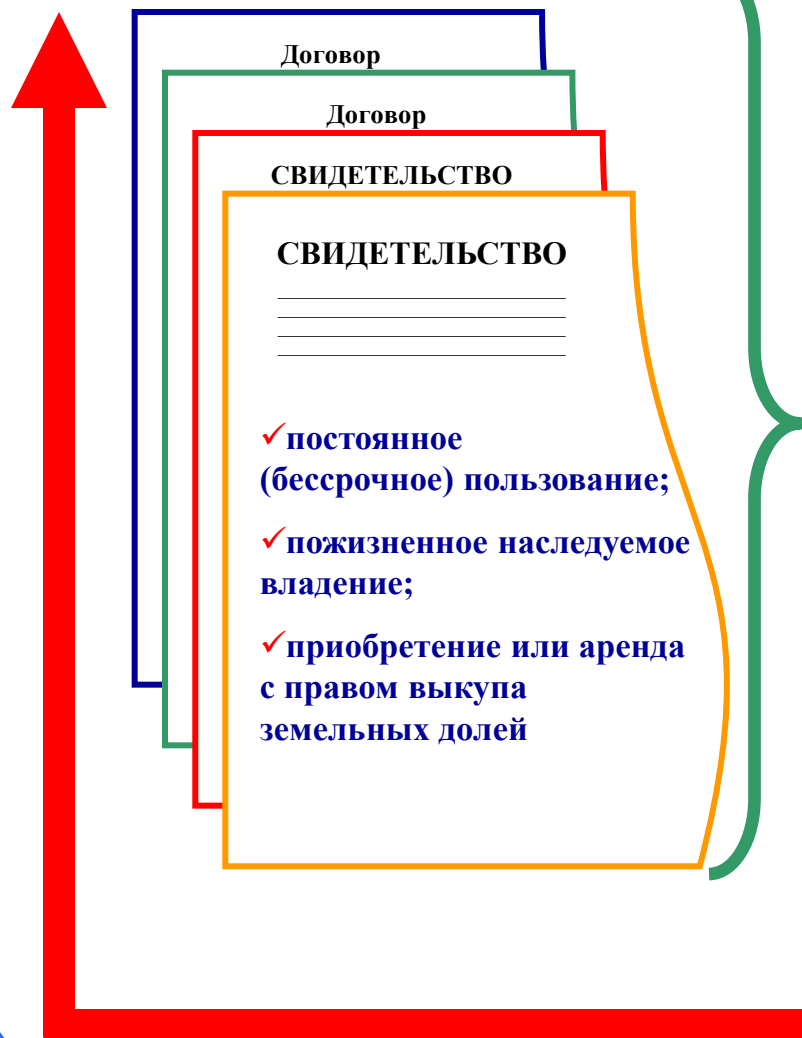 Договор
Договор
СВИДЕТЕЛЬСТВО
СВИДЕТЕЛЬСТВО
✓постоянное
(бессрочное) пользование;
✓пожизненное наследуемое
владение;
✓приобретение или аренда
с правом выкупа
земельных долей